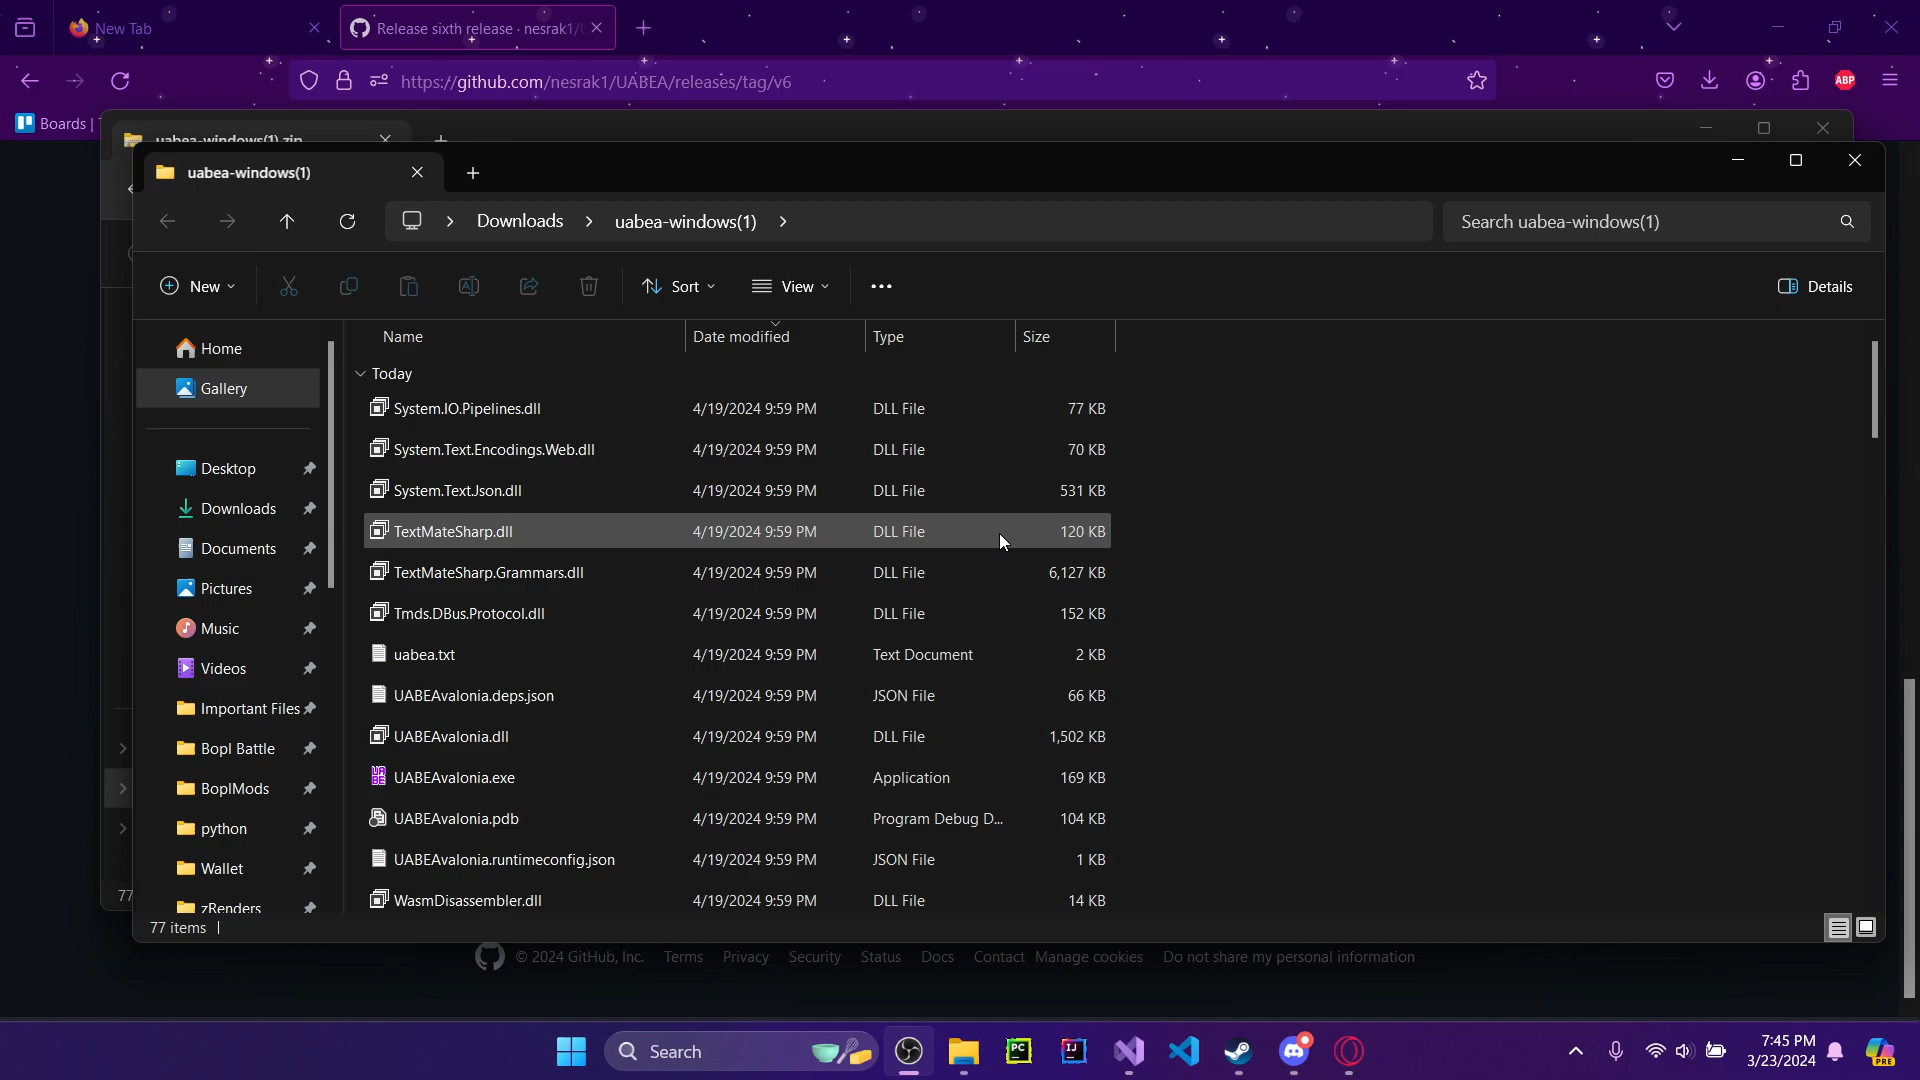 New Tab
Release sixth release · nesrak1/U
https://github.com/nesrak1/UABEA/releases/tag/v6
ABP
Boards |
uabea-windows(1).zip
uabea-windows(1)
Downloads
uabea-windows(1)
Search uabea-windows(1)
New
Sort
View
Details
Name
Date modified
Type
Size
Home
Gallery
Desktop
Downloads
Documents
Pictures
Music
Videos
Important Files
Bopl Battle
BoplMods
python
Wallet
zRenders
Today
System.IO.Pipelines.dll 4/19/2024 9:59 PM DLL File 77 KB
System.Text.Encodings.Web.dll 4/19/2024 9:59 PM DLL File 70 KB
System.Text.Json.dll 4/19/2024 9:59 PM DLL File 531 KB
TextMateSharp.dll 4/19/2024 9:59 PM DLL File 120 KB
TextMateSharp.Grammars.dll 4/19/2024 9:59 PM DLL File 6,127 KB
Tmds.DBus.Protocol.dll 4/19/2024 9:59 PM DLL File 152 KB
uabea.txt 4/19/2024 9:59 PM Text Document 2 KB
UABEAvalonia.deps.json 4/19/2024 9:59 PM JSON File 66 KB
UABEAvalonia.dll 4/19/2024 9:59 PM DLL File 1,502 KB
UABEAvalonia.exe 4/19/2024 9:59 PM Application 169 KB
UABEAvalonia.pdb 4/19/2024 9:59 PM Program Debug D... 104 KB
UABEAvalonia.runtimeconfig.json 4/19/2024 9:59 PM JSON File 1 KB
WasmDisassembler.dll 4/19/2024 9:59 PM DLL File 14 KB
77
77 items
© 2024 GitHub, Inc. Terms Privacy Security Status Docs Contact Manage cookies Do not share my personal information
Search
PC
IJ
7:45 PM
3/23/2024
PRE